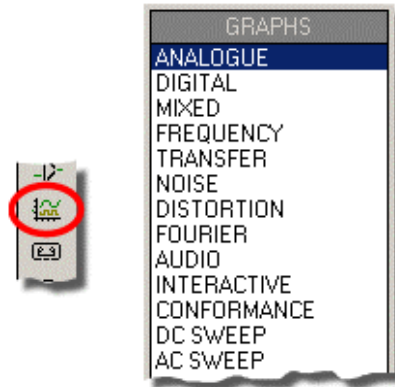 GRAPHS
ANALOGUE
DIGITAL
MIXED
FREQUENCY
TRANSFER
NOISE
DISTORTION
FOURIER
AUDIO
INTERACTIVE
CONFORMANCE
DC SWEEP
AC SWEEP